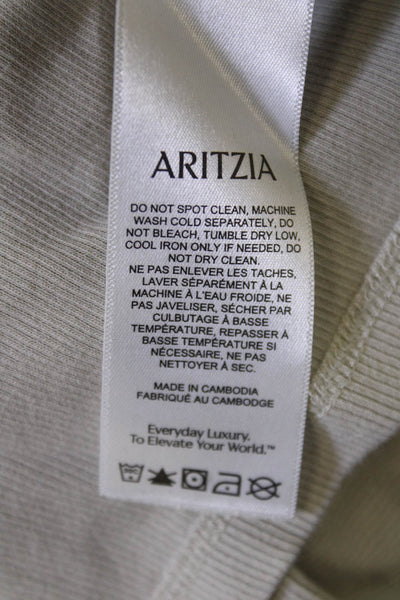 ARITZIA
DO NOT SPOT CLEAN, MACHINE
WASH COLD SEPARATELY, DO
NOT BLEACH, TUMBLE DRY LOW,
COOL IRON ONLY IF NEEDED, DO
NOT DRY CLEAN.
NE PAS ENLEVER LES TACHES,
LAVER SÉPARÉMENT À LA
MACHINE À L'EAU FROIDE, NE
PAS JAVELISER, SÉCHER PAR
CULBUTAGE À BASSE
TEMPÉRATURE, REPASSER À
BASSE TEMPÉRATURE SI
NÉCESSAIRE, NE PAS
NETTOYER À SEC.
MADE IN CAMBODIA
FABRIQUÉ AU CAMBODGE
Everyday Luxury.
To Elevate Your World.™